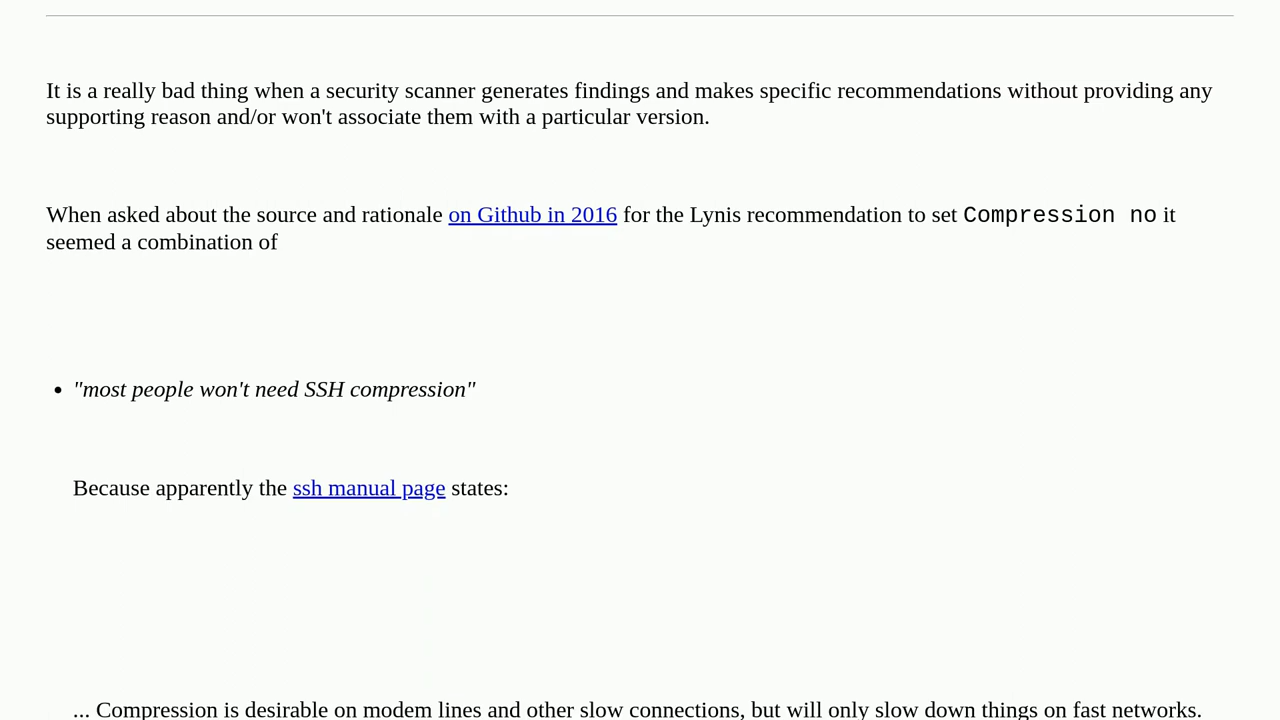 It is a really bad thing when a security scanner generates findings and makes specific recommendations without providing any
supporting reason and/or won't associate them with a particular version.
When asked about the source and rationale on Github in 2016 for the Lynis recommendation to set Compression no it
seemed a combination of
• "most people won't need SSH compression"
Because apparently the ssh manual page states:
... Compression is desirable on modem lines and other slow connections, but will only slow down things on fast networks.